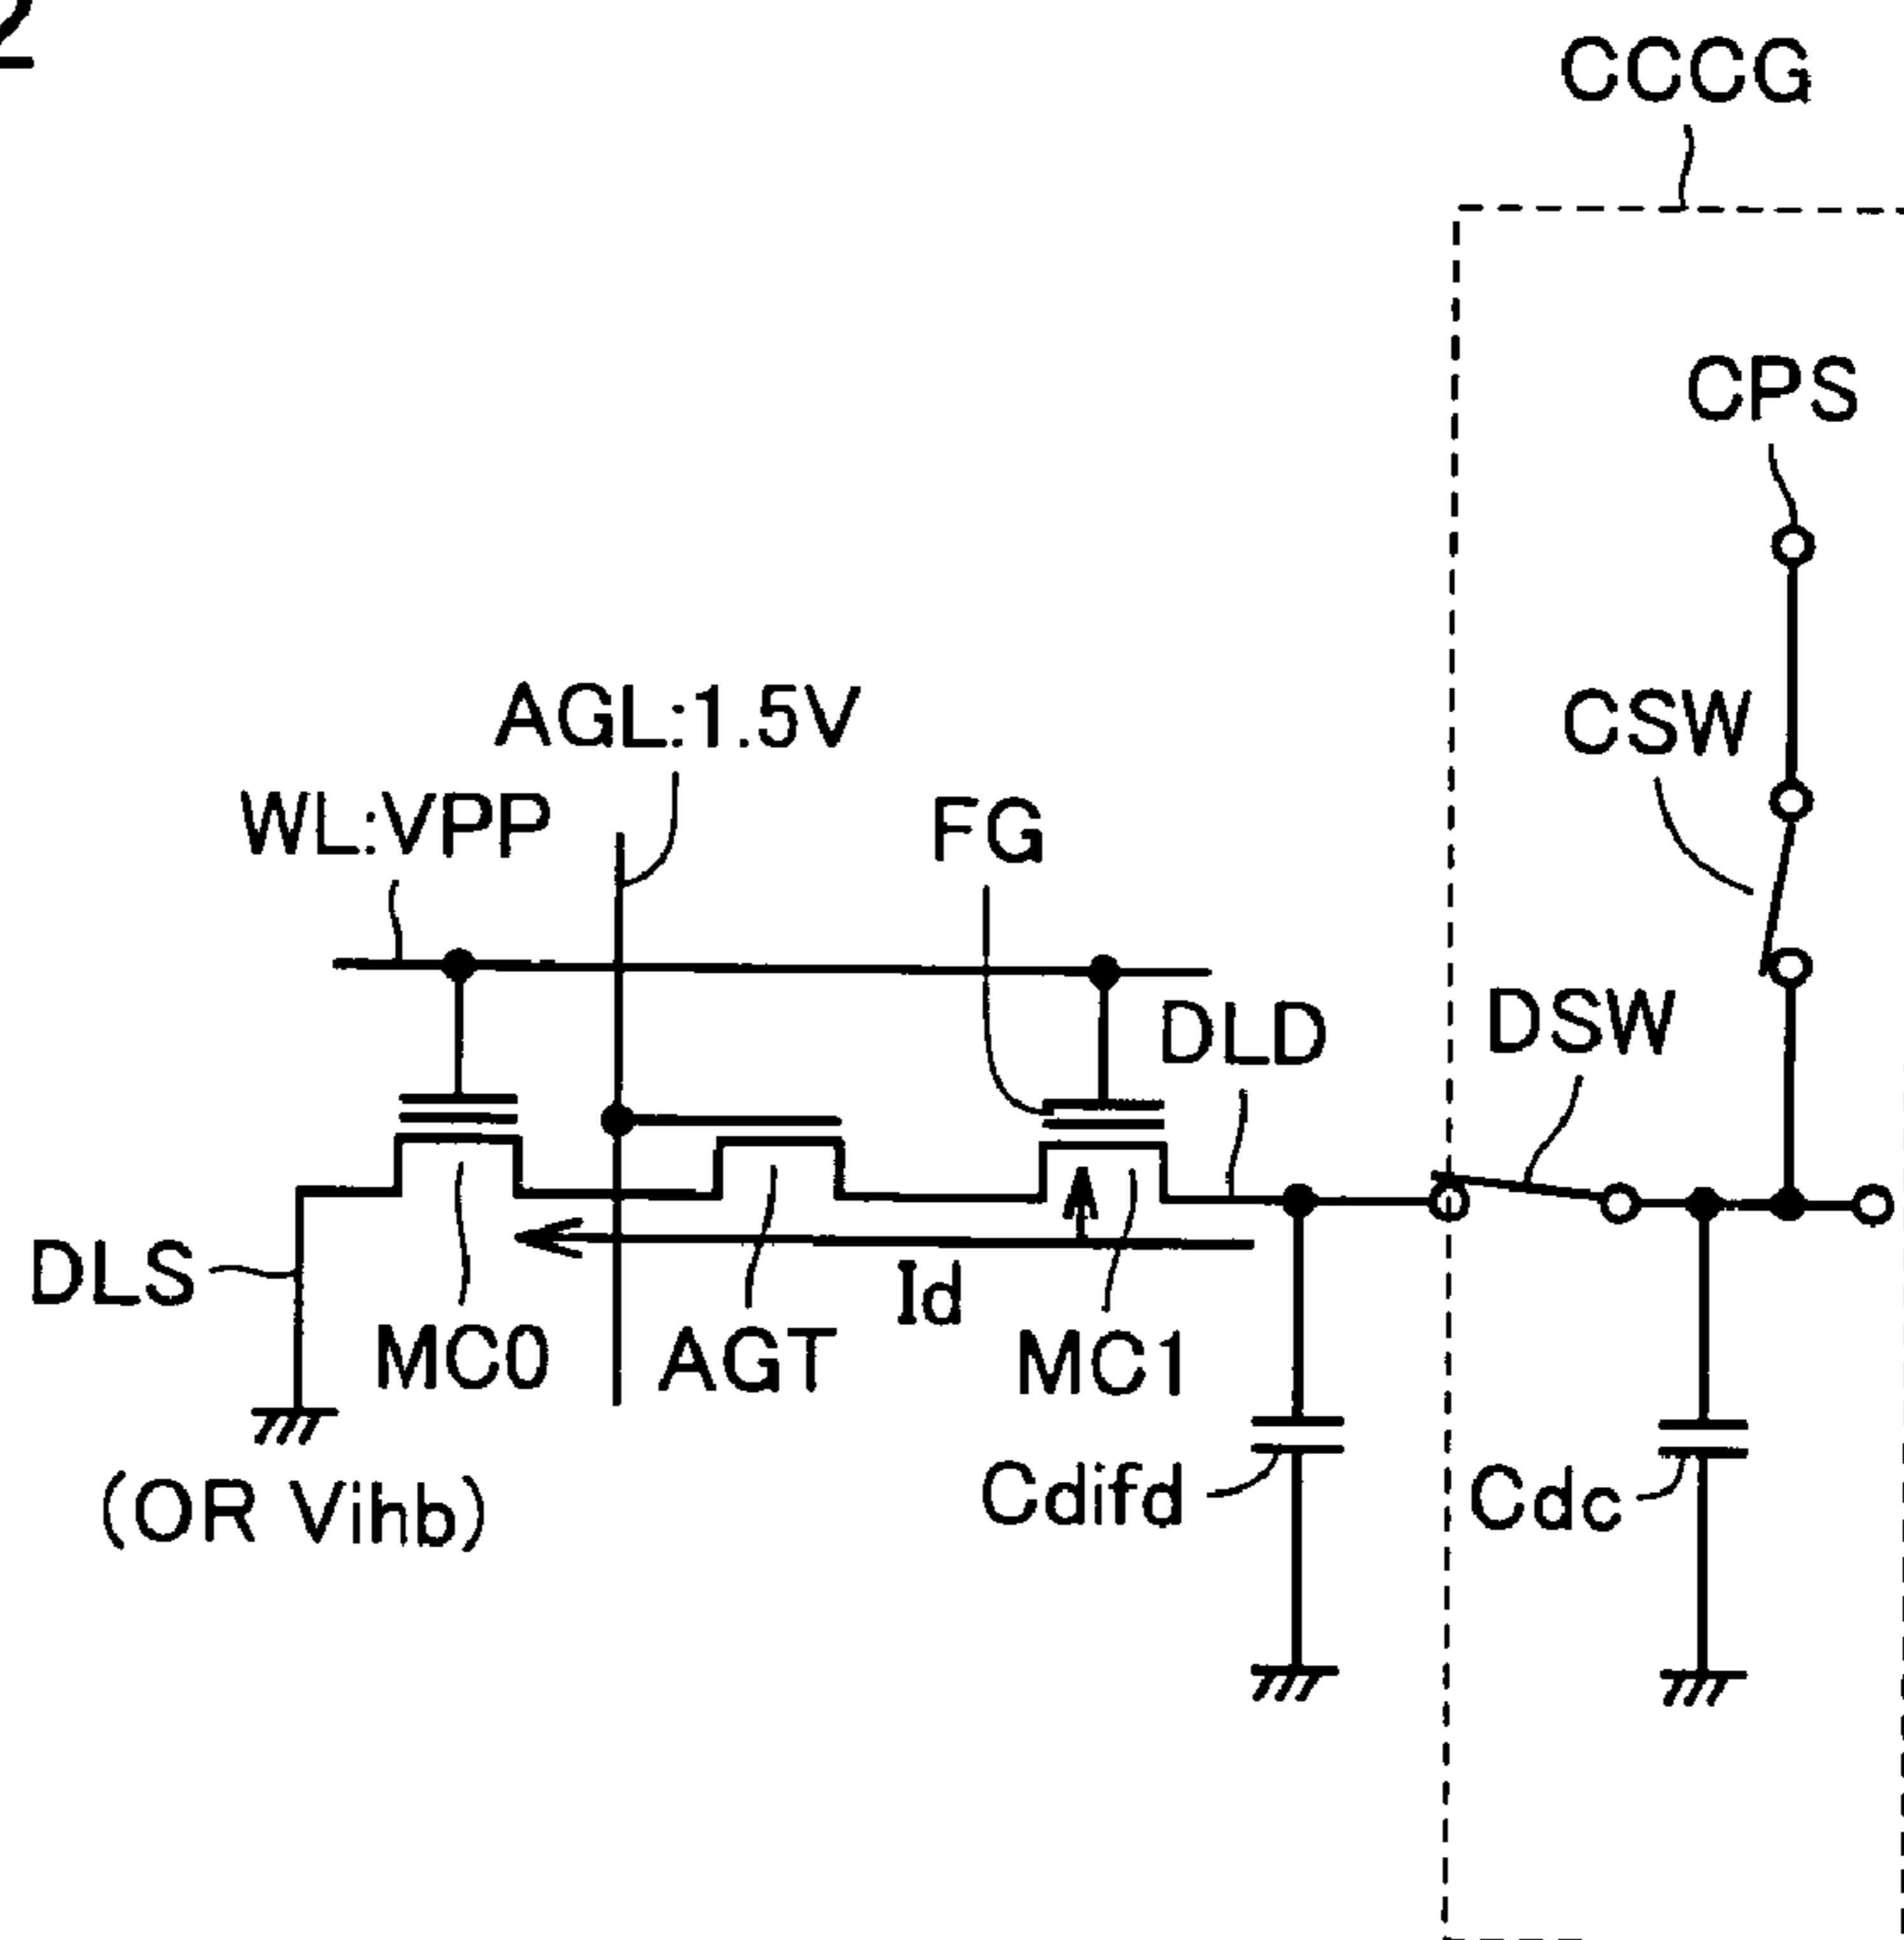 2
CCCG
CPS
AGL:1.5V
CSW
WL:VPP
FG
DLD
DSW
DLS
Id
MC0
AGT
MC1
Cdifd
Cdc
(OR Vihb)